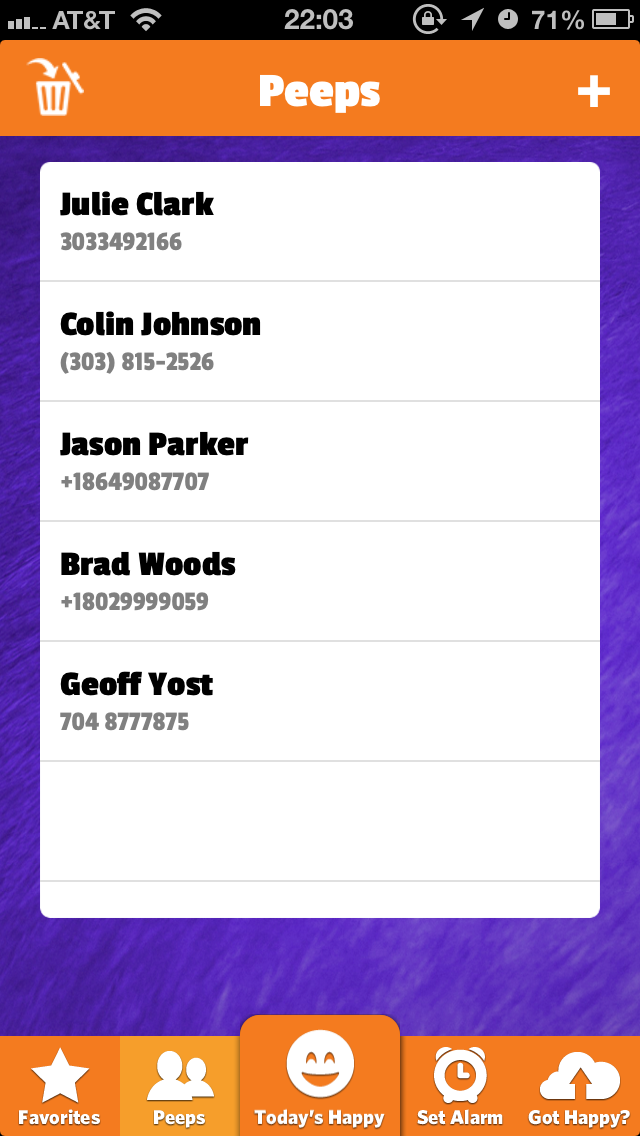 AT&T 22:03 71%
Peeps +
Julie Clark
3033492166
Colin Johnson
(303) 815-2526
Jason Parker
+18649087707
Brad Woods
+18029999059
Geoff Yost
704 8777875
Favorites Peeps Today's Happy Set Alarm Got Happy?